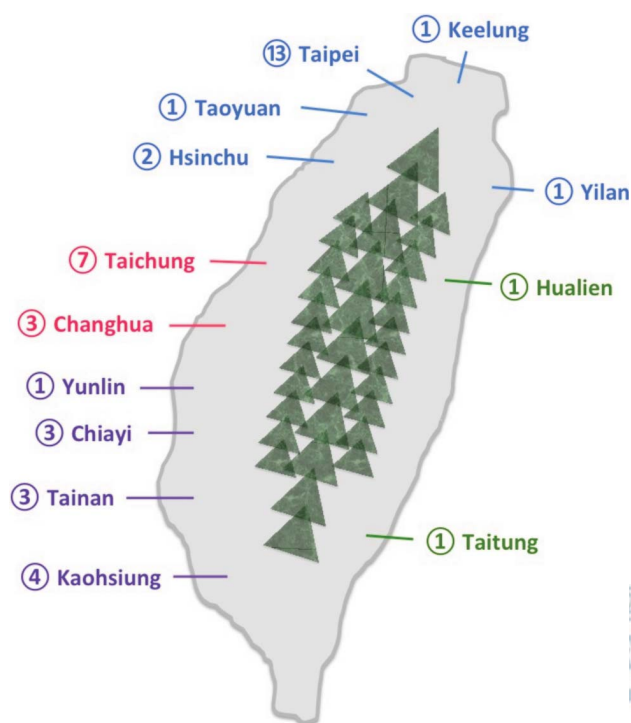 ① Keelung
⑬ Taipei
① Taoyuan
② Hsinchu
① Yilan
⑦ Taichung
① Hualien
③ Changhua
① Yunlin
③ Chiayi
③ Tainan
① Taitung
④ Kaohsiung